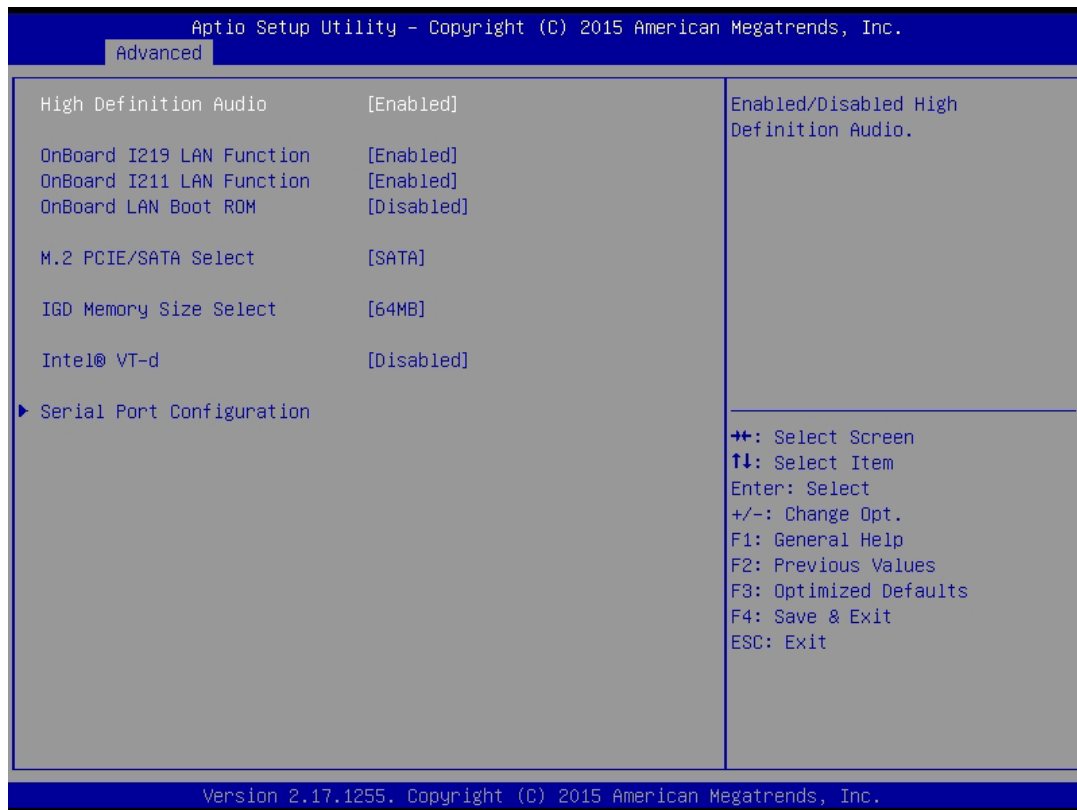 Aptio Setup Utility – Copyright (C) 2015 American Megatrends, Inc.
Advanced
High Definition Audio [Enabled]
OnBoard I219 LAN Function [Enabled]
OnBoard I211 LAN Function [Enabled]
OnBoard LAN Boot ROM [Disabled]
M.2 PCIE/SATA Select [SATA]
IGD Memory Size Select [64MB]
Intel® VT-d [Disabled]
▶ Serial Port Configuration
Enabled/Disabled High
Definition Audio.
→←: Select Screen
↑↓: Select Item
Enter: Select
+/-: Change Opt.
F1: General Help
F2: Previous Values
F3: Optimized Defaults
F4: Save & Exit
ESC: Exit
Version 2.17.1255. Copyright (C) 2015 American Megatrends, Inc.